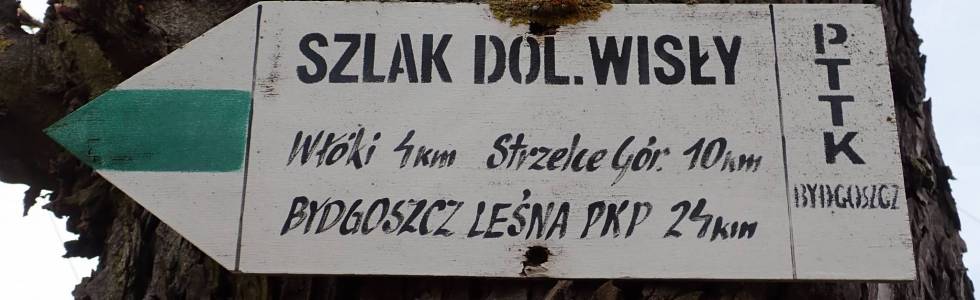 SZLAK DOL. WISŁY
Włóki 4km Strzelce Gór. 10km
BYDGOSZCZ LEŚNA PKP 24km
PTTK
BYDGOSZCZ